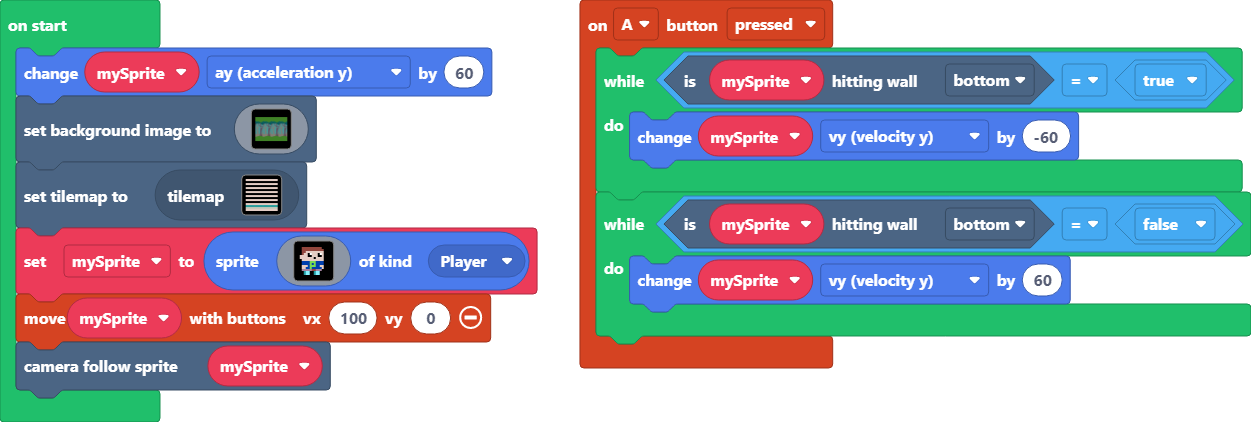 on start
change mySprite ay (acceleration y) by 60
set background image to
set tilemap to tilemap
set mySprite to sprite of kind Player
move mySprite with buttons vx 100 vy 0
camera follow sprite mySprite
on A button pressed
while is mySprite hitting wall bottom = true
do change mySprite vy (velocity y) by -60
while is mySprite hitting wall bottom = false
do change mySprite vy (velocity y) by 60